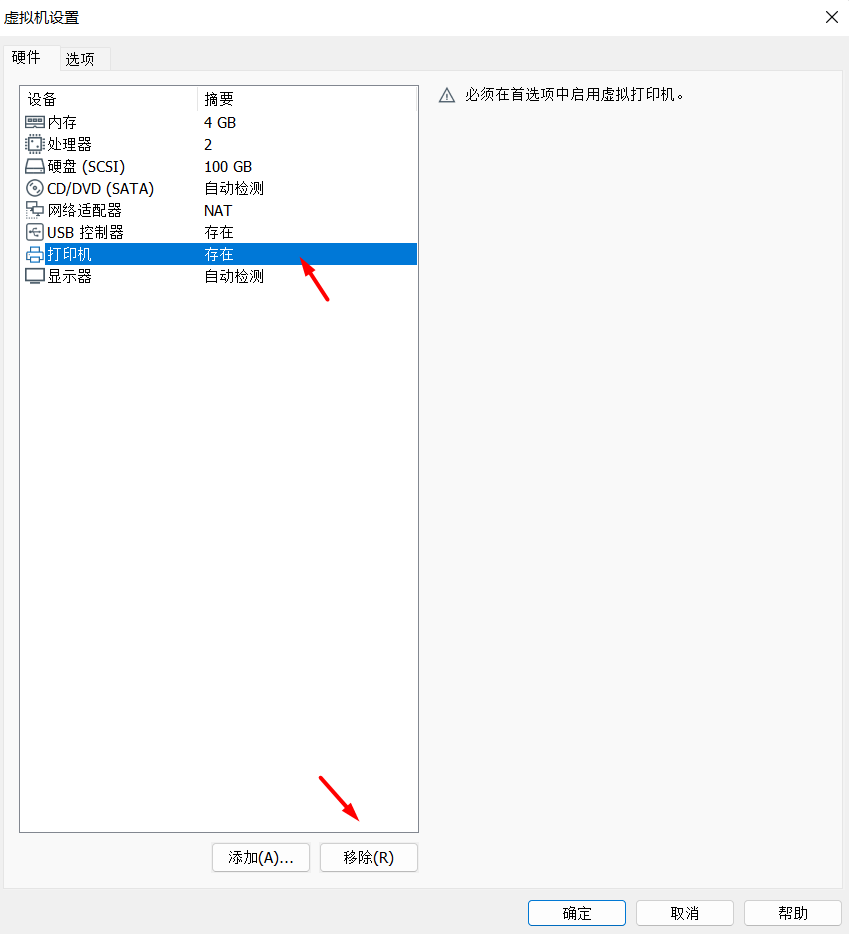 虚拟机设置
硬件 选项
设备 摘要
内存 4 GB
处理器 2
硬盘 (SCSI) 100 GB
CD/DVD (SATA) 自动检测
网络适配器 NAT
USB 控制器 存在
打印机 存在
显示器 自动检测
必须在首选项中启用虚拟打印机。
添加(A)... 移除(R)
确定 取消 帮助